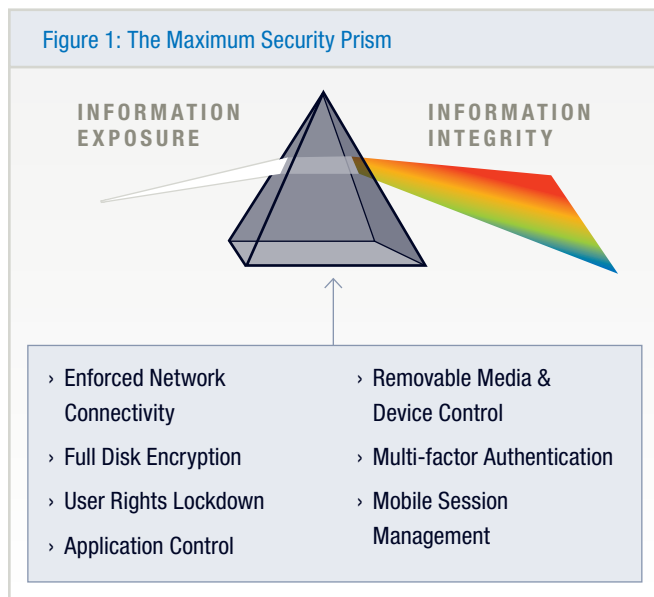 Figure 1: The Maximum Security Prism
INFORMATION
EXPOSURE
INFORMATION
INTEGRITY
› Enforced Network
Connectivity
› Full Disk Encryption
› User Rights Lockdown
› Application Control
› Removable Media &
Device Control
› Multi-factor Authentication
› Mobile Session
Management